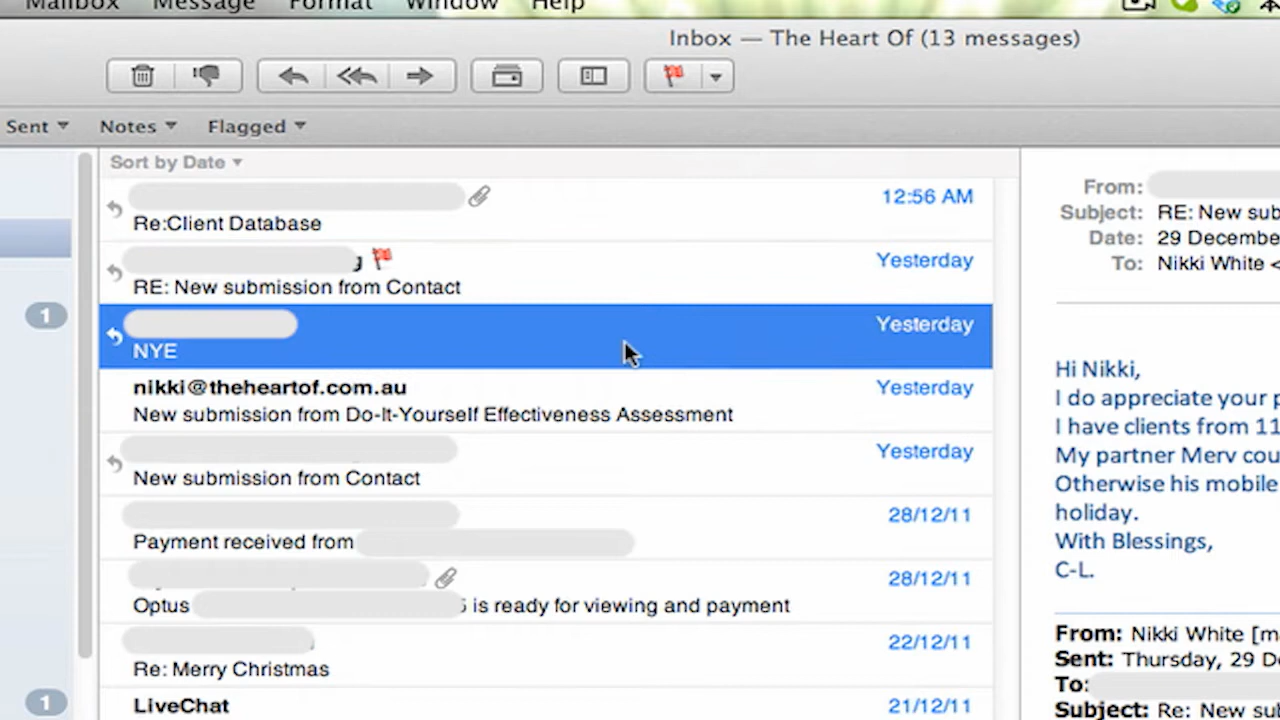 Mailbox Message Format Window Help
Inbox — The Heart Of (13 messages)
Sent Notes Flagged
Sort by Date
12:56 AM
Re:Client Database
g Yesterday
RE: New submission from Contact
1
Yesterday
NYE
nikki@theheartof.com.au Yesterday
New submission from Do-It-Yourself Effectiveness Assessment
Yesterday
New submission from Contact
28/12/11
Payment received from
28/12/11
Optus is ready for viewing and payment
22/12/11
Re: Merry Christmas
1
LiveChat 21/12/11
From:
Subject: RE: New sub
Date: 29 Decembe
To: Nikki White <
Hi Nikki,
I do appreciate your p
I have clients from 11
My partner Merv cou
Otherwise his mobile
holiday.
With Blessings,
C-L.
From: Nikki White [m
Sent: Thursday, 29 D
To:
Subject: Re: New sub